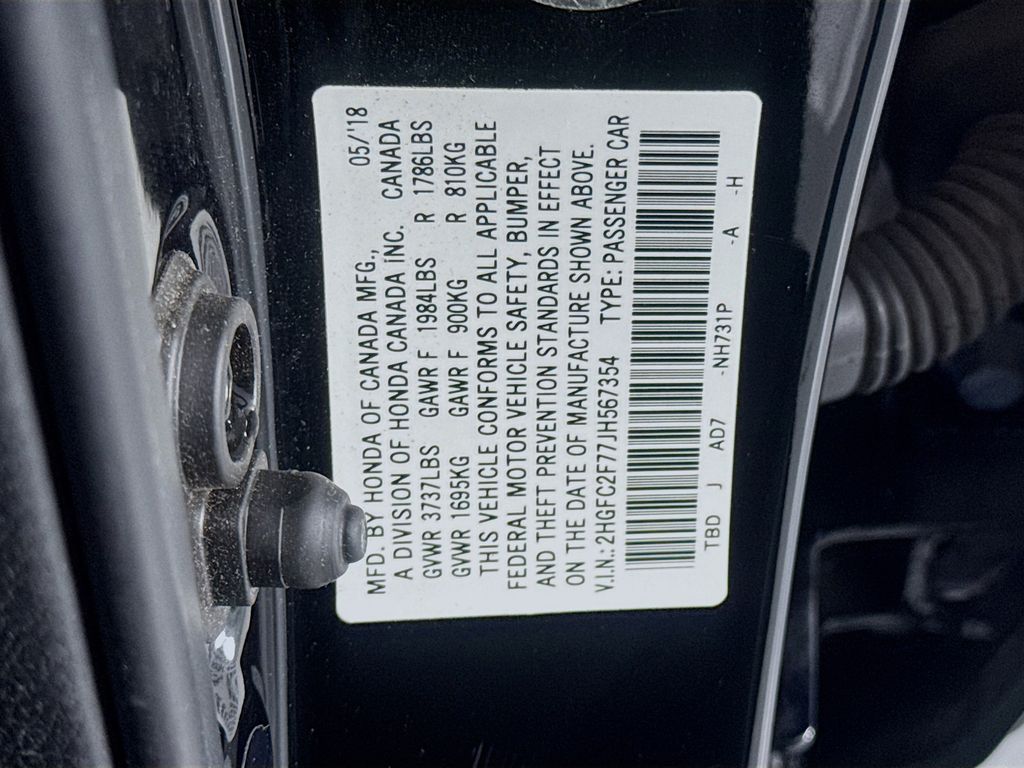 MFD. BY HONDA OF CANADA MFG., 05/'18
A DIVISION OF HONDA CANADA INC. CANADA
GVWR 3737LBS GAWR F 1984LBS R 1786LBS
GVWR 1695KG GAWR F 900KG R 810KG
THIS VEHICLE CONFORMS TO ALL APPLICABLE
FEDERAL MOTOR VEHICLE SAFETY, BUMPER,
AND THEFT PREVENTION STANDARDS IN EFFECT
ON THE DATE OF MANUFACTURE SHOWN ABOVE.
V.I.N.:2HGFC2F77JH567354 TYPE: PASSENGER CAR
TBD J AD7 -NH731P -A -H